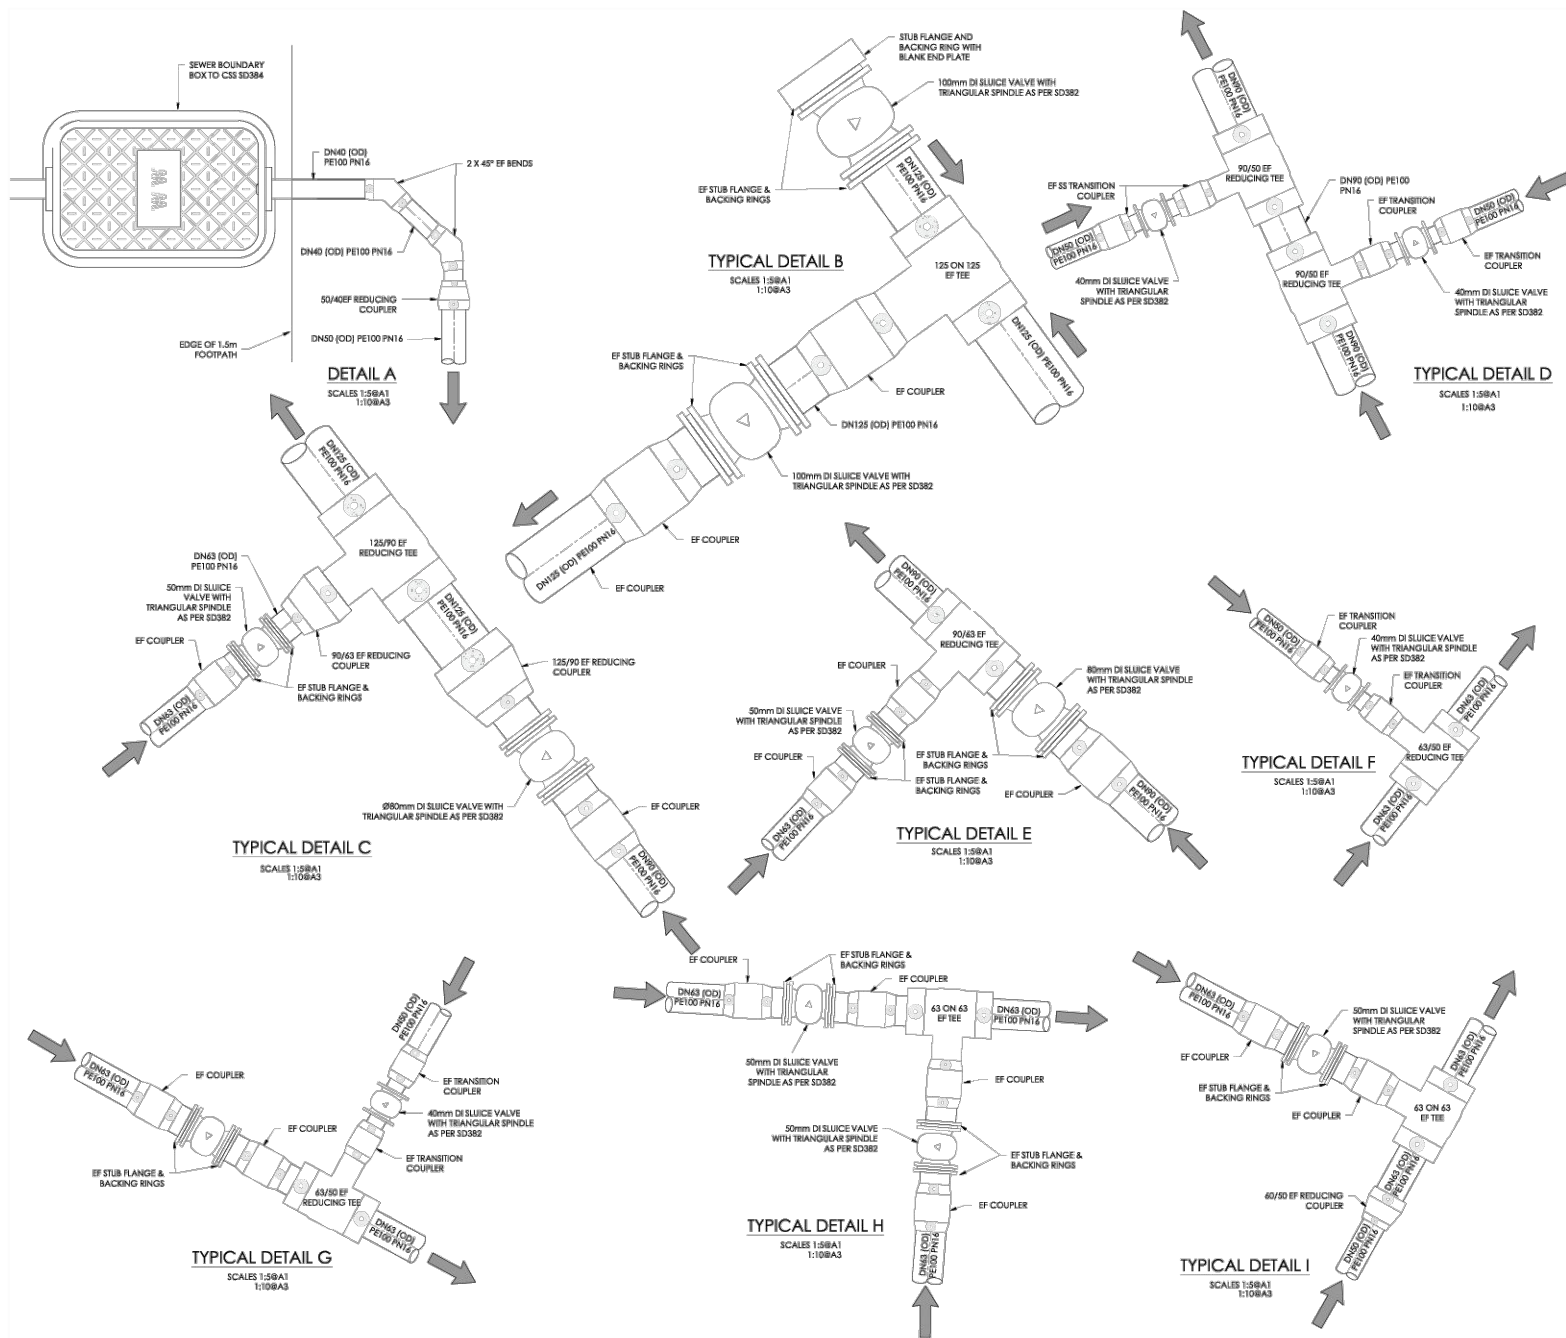 SEWER BOUNDARY
BOX TO CSS SD384
DN40 (OD)
PE100 PN16
2 X 45° EF BENDS
DN40 (OD) PE100 PN16
50/40EF REDUCING
COUPLER
DN50 (OD) PE100 PN16
EDGE OF 1.5m
FOOTPATH
DETAIL A
SCALES 1:5@A1
1:10@A3
STUB FLANGE AND
BACKING RING WITH
BLANK END PLATE
100mm DI SLUICE VALVE WITH
TRIANGULAR SPINDLE AS PER SD382
EF STUB FLANGE &
BACKING RINGS
DN125 (OD)
PE100 PN16
125 ON 125
EF TEE
DN125 (OD) PE100 PN16
TYPICAL DETAIL B
SCALES 1:5@A1
1:10@A3
EF STUB FLANGE &
BACKING RINGS
EF COUPLER
DN125 (OD) PE100 PN16
100mm DI SLUICE VALVE WITH
TRIANGULAR SPINDLE AS PER SD382
EF COUPLER
DN125 (OD) PE100 PN16
EF COUPLER
DN90 (OD)
PE100 PN16
90/50 EF
REDUCING TEE
DN90 (OD) PE100
PN16
EF SS TRANSITION
COUPLER
DN50 (OD)
PE100 PN16
40mm DI SLUICE VALVE
WITH TRIANGULAR
SPINDLE AS PER SD382
EF TRANSITION
COUPLER
DN50 (OD)
PE100 PN16
EF TRANSITION
COUPLER
90/50 EF
REDUCING TEE
40mm DI SLUICE VALVE
WITH TRIANGULAR
SPINDLE AS PER SD382
DN90 (OD)
PE100 PN16
TYPICAL DETAIL D
SCALES 1:5@A1
1:10@A3
DN125 (OD)
PE100 PN16
125/90 EF
REDUCING TEE
DN63 (OD)
PE100 PN16
50mm DI SLUICE
VALVE WITH
TRIANGULAR SPINDLE
AS PER SD382
EF COUPLER
90/63 EF REDUCING
COUPLER
EF STUB FLANGE &
BACKING RINGS
DN63 (OD)
PE100 PN16
DN125 (OD)
PE100 PN16
125/90 EF REDUCING
COUPLER
Ø80mm DI SLUICE VALVE WITH
TRIANGULAR SPINDLE AS PER SD382
EF COUPLER
DN90 (OD)
PE100 PN16
TYPICAL DETAIL C
SCALES 1:5@A1
1:10@A3
DN90 (OD)
PE100 PN16
90/63 EF
REDUCING TEE
EF COUPLER
80mm DI SLUICE VALVE
WITH TRIANGULAR SPINDLE
AS PER SD382
50mm DI SLUICE VALVE
WITH TRIANGULAR SPINDLE
AS PER SD382
EF COUPLER
EF STUB FLANGE &
BACKING RINGS
EF STUB FLANGE &
BACKING RINGS
EF COUPLER
DN63 (OD)
PE100 PN16
DN90 (OD)
PE100 PN16
TYPICAL DETAIL E
SCALES 1:5@A1
1:10@A3
DN50 (OD)
PE100 PN16
EF TRANSITION
COUPLER
40mm DI SLUICE VALVE
WITH TRIANGULAR SPINDLE
AS PER SD382
EF TRANSITION
COUPLER
DN63 (OD)
PE100 PN16
63/50 EF
REDUCING TEE
DN63 (OD)
PE100 PN16
TYPICAL DETAIL F
SCALES 1:5@A1
1:10@A3
DN50 (OD)
PE100 PN16
DN63 (OD)
PE100 PN16
EF COUPLER
EF TRANSITION
COUPLER
40mm DI SLUICE VALVE
WITH TRIANGULAR SPINDLE
AS PER SD382
EF COUPLER
EF TRANSITION
COUPLER
EF STUB FLANGE &
BACKING RINGS
63/50 EF
REDUCING TEE
DN63 (OD)
PE100 PN16
TYPICAL DETAIL G
SCALES 1:5@A1
1:10@A3
EF COUPLER
EF STUB FLANGE &
BACKING RINGS
EF COUPLER
DN63 (OD)
PE100 PN16
63 ON 63
EF TEE
DN63 (OD)
PE100 PN16
50mm DI SLUICE VALVE
WITH TRIANGULAR
SPINDLE AS PER SD382
EF COUPLER
50mm DI SLUICE VALVE
WITH TRIANGULAR SPINDLE
AS PER SD382
EF STUB FLANGE &
BACKING RINGS
EF COUPLER
DN63 (OD)
PE100 PN16
TYPICAL DETAIL H
SCALES 1:5@A1
1:10@A3
DN63 (OD)
PE100 PN16
50mm DI SLUICE VALVE
WITH TRIANGULAR
SPINDLE AS PER SD382
EF COUPLER
EF STUB FLANGE &
BACKING RINGS
EF COUPLER
DN63 (OD)
PE100 PN16
63 ON 63
EF TEE
DN63 (OD)
PE100 PN16
60/50 EF REDUCING
COUPLER
DN50 (OD)
PE100 PN16
TYPICAL DETAIL I
SCALES 1:5@A1
1:10@A3